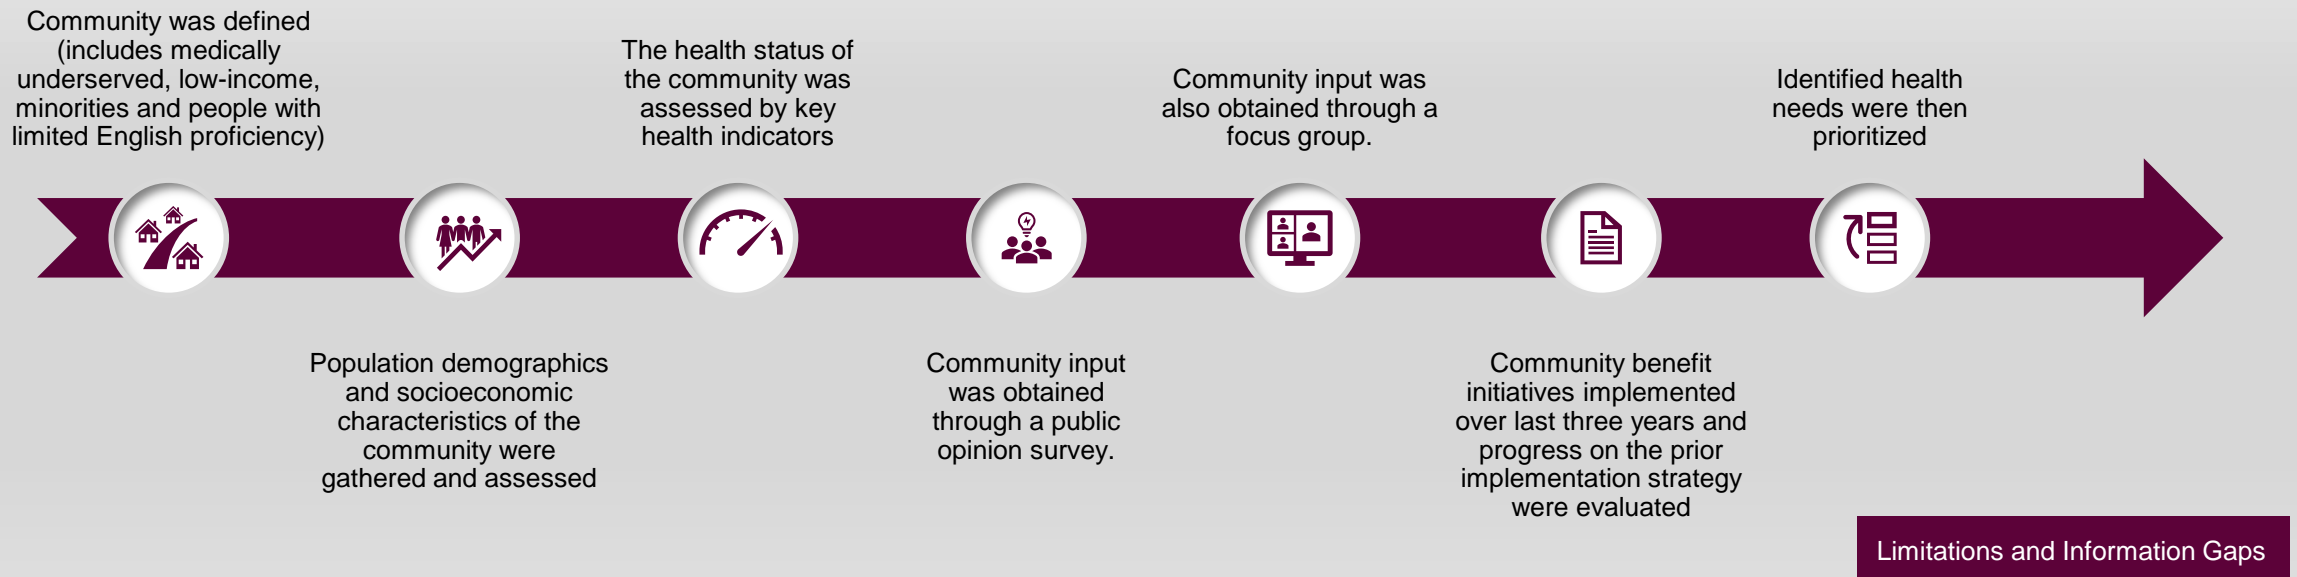 Community was defined
(includes medically
underserved, low-income,
minorities and people with
limited English proficiency)
Population demographics
and socioeconomic
characteristics of the
community were
gathered and assessed
The health status of
the community was
assessed by key
health indicators
Community input
was obtained
through a public
opinion survey.
Community input was
also obtained through a
focus group.
Community benefit
initiatives implemented
over last three years and
progress on the prior
implementation strategy
were evaluated
Identified health
needs were then
prioritized
Limitations and Information Gaps